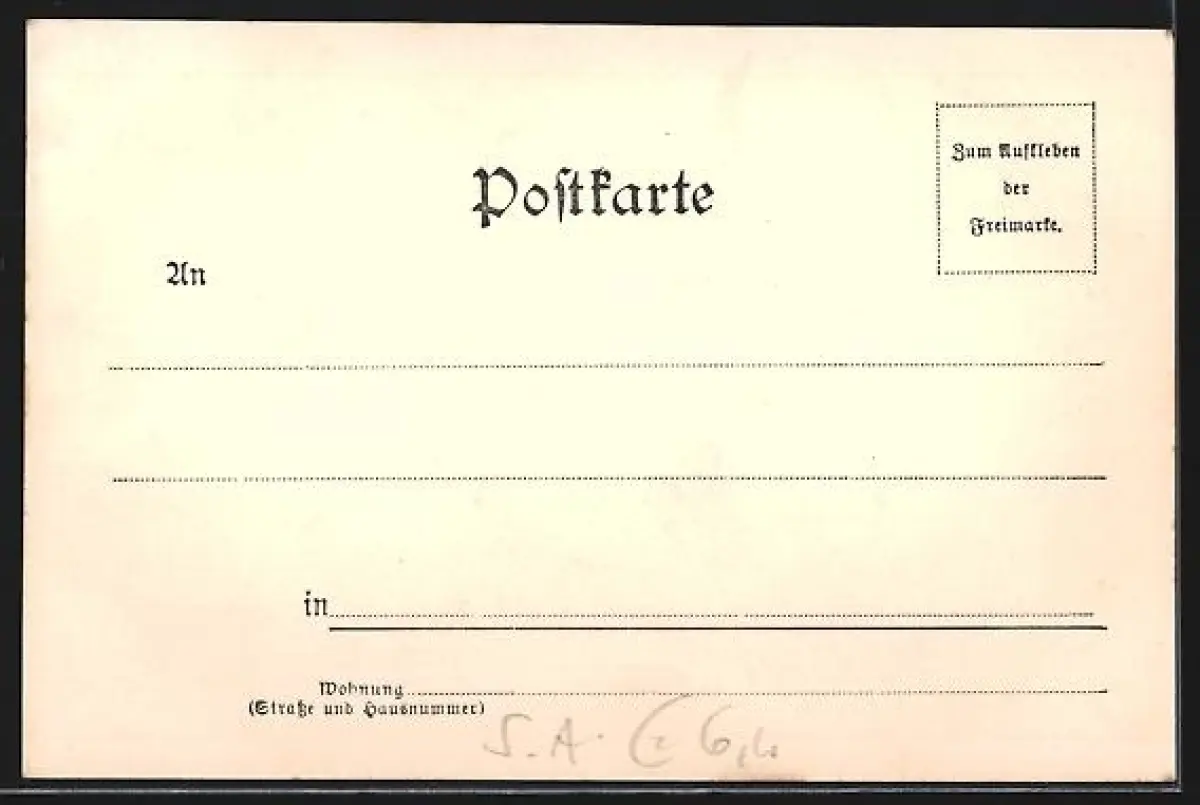 Postkarte
Zum Aufkleben
der
Freimarke.
An
in
Wohnung
(Straße und Hausnummer)
S.A.